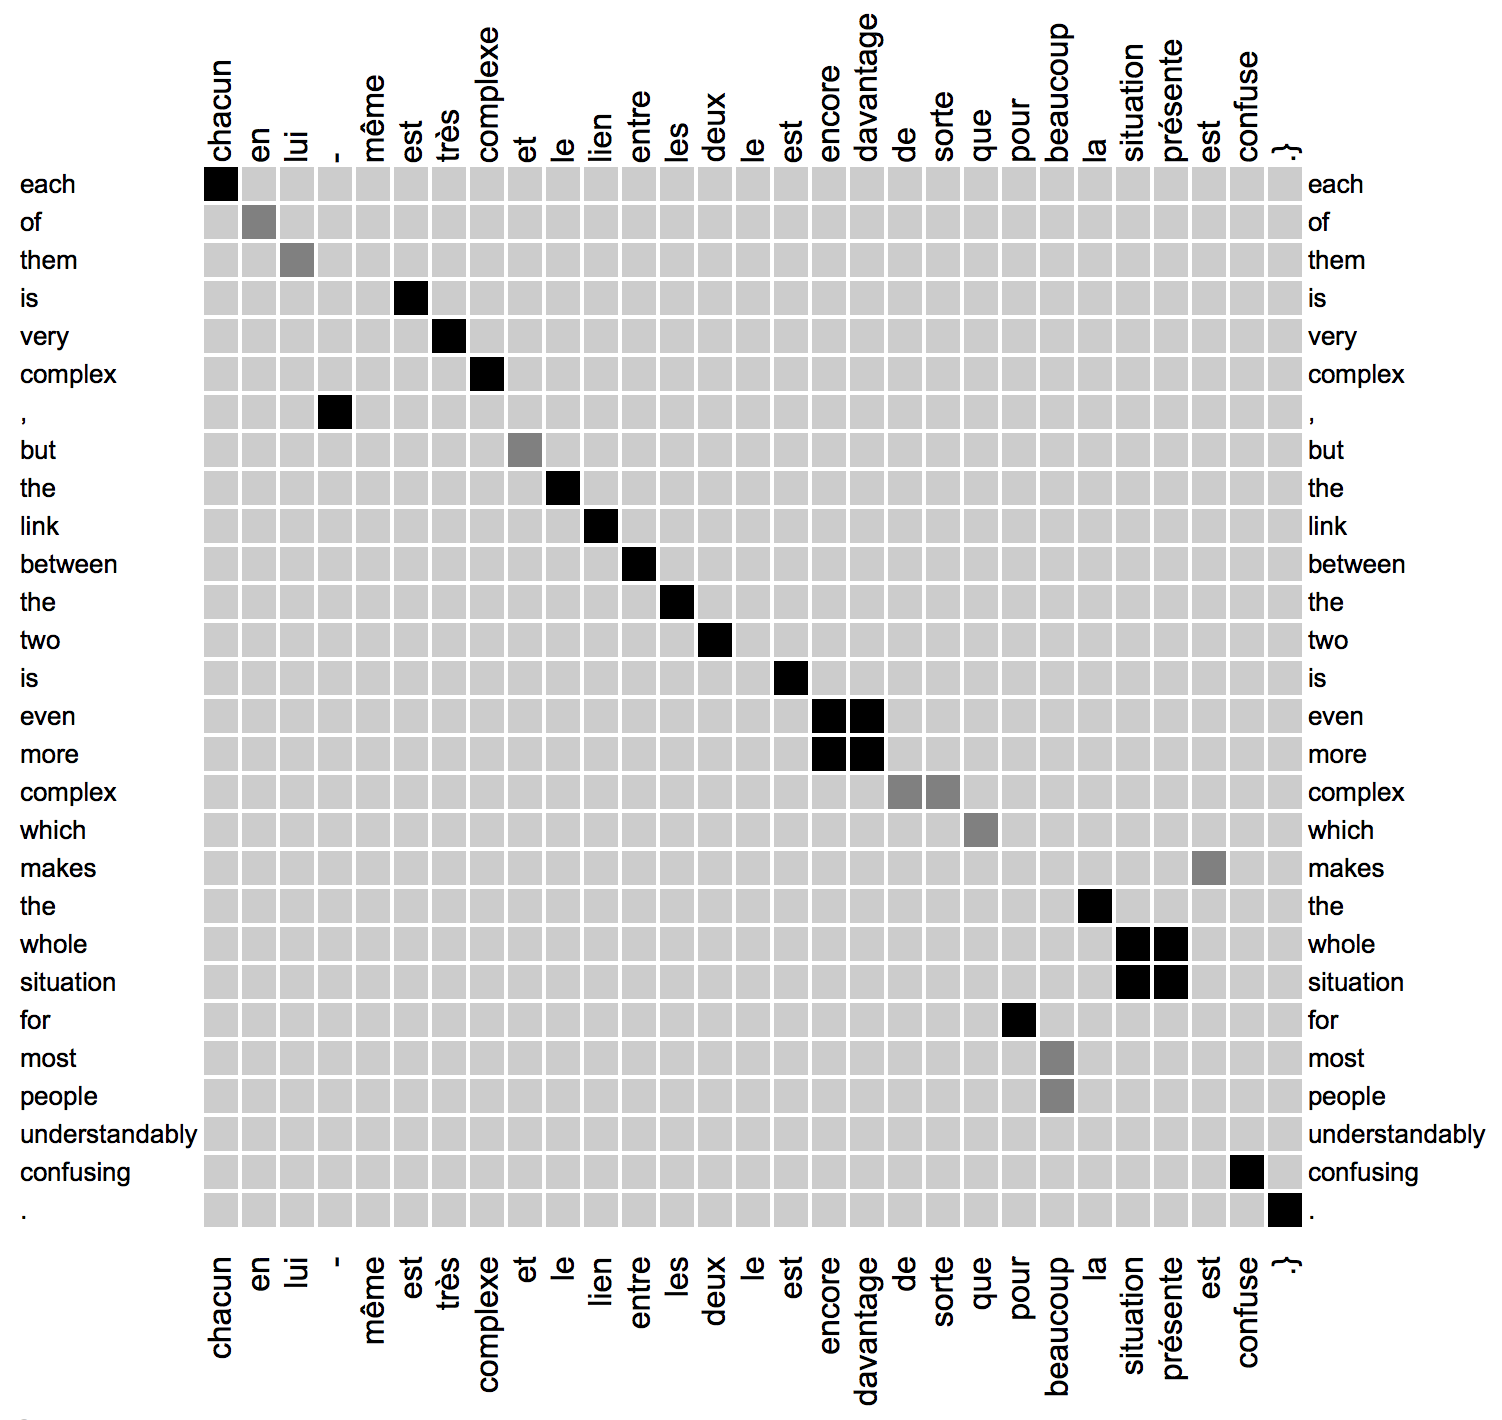 chacun en lui - même est très complexe et le lien entre les deux le est encore davantage de sorte que pour beaucoup la situation présente est confuse .}
each each
of of
them them
is is
very very
complex complex
, ,
but but
the the
link link
between between
the the
two two
is is
even even
more more
complex complex
which which
makes makes
the the
whole whole
situation situation
for for
most most
people people
understandably understandably
confusing confusing
. .
chacun en lui - même est très complexe et le lien entre les deux le est encore davantage de sorte que pour beaucoup la situation présente est confuse .}